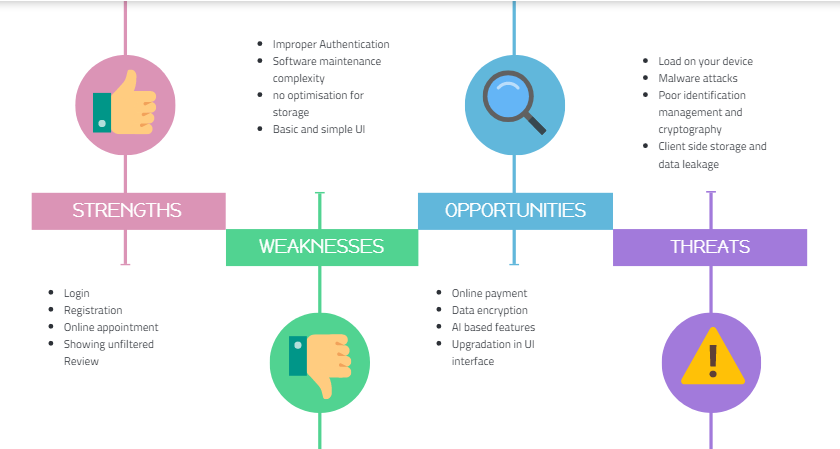 STRENGTHS
• Login
• Registration
• Online appointment
• Showing unfiltered
Review
• Improper Authentication
• Software maintenance
complexity
• no optimisation for
storage
• Basic and simple UI
WEAKNESSES
OPPORTUNITIES
• Online payment
• Data encryption
• AI based features
• Upgradation in UI
interface
• Load on your device
• Malware attacks
• Poor identification
management and
cryptography
• Client side storage and
data leakage
THREATS